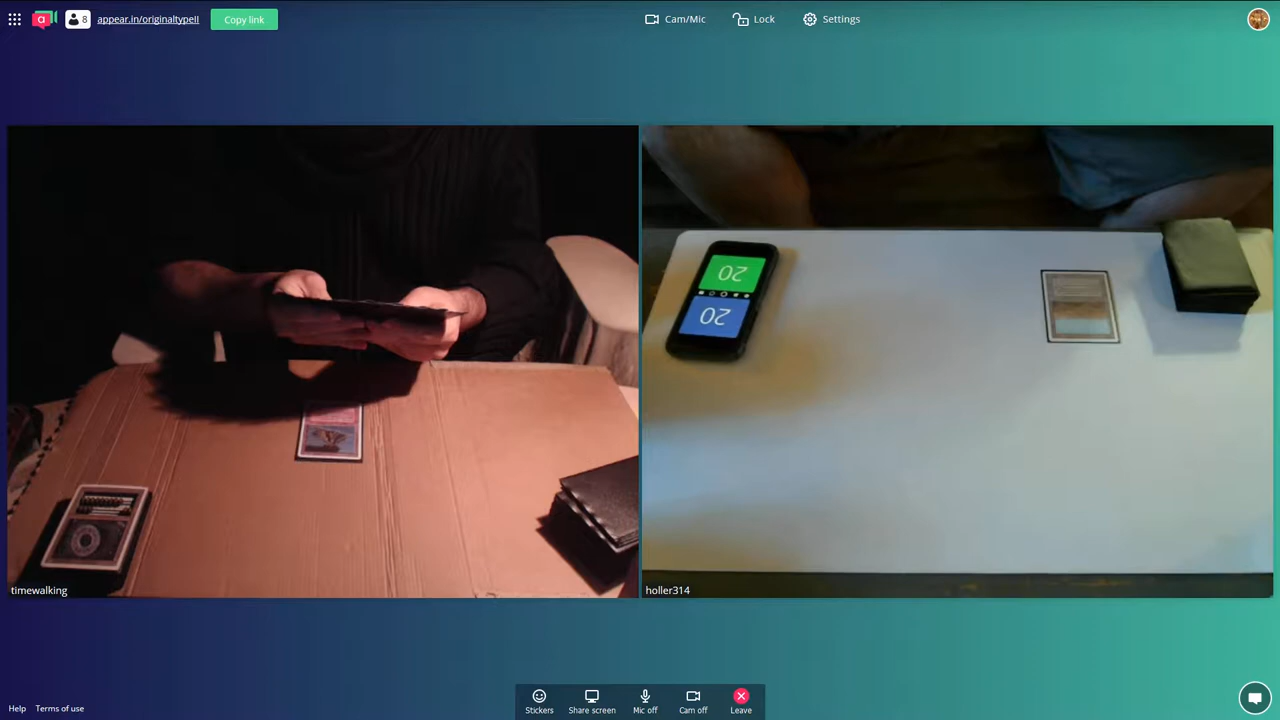 a
8
appear.in/originaltypeII
Copy link
Cam/Mic
Lock
Settings
20
20
timewalking
holler314
Help
Terms of use
Stickers
Share screen
Mic off
Cam off
Leave